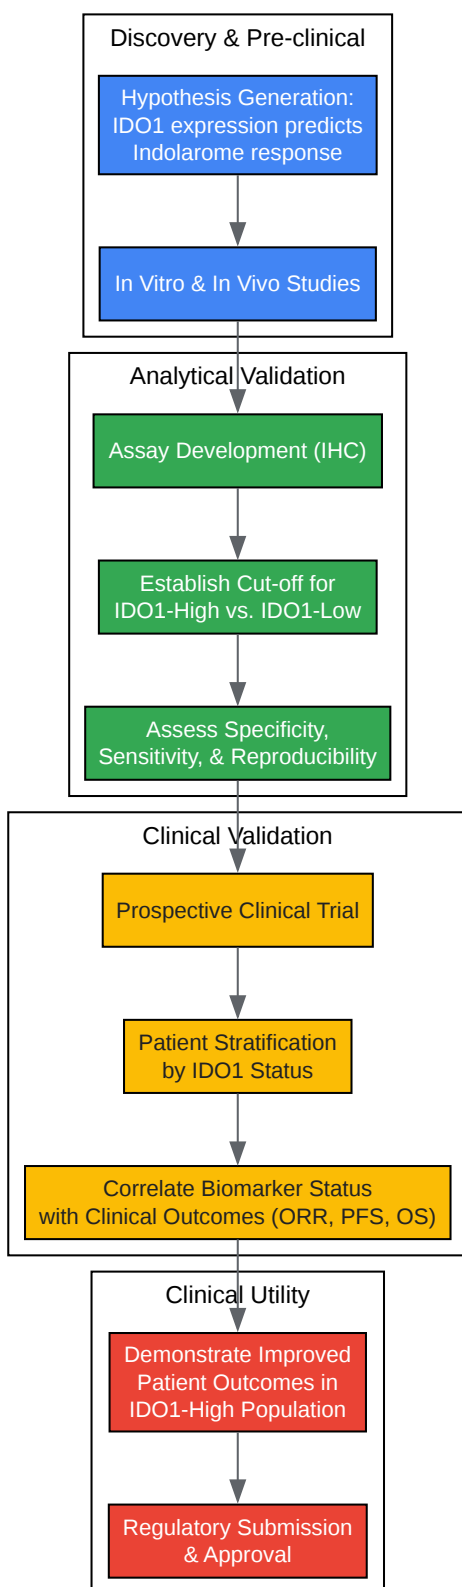 Discovery & Pre-clinical
Hypothesis Generation:
IDO1 expression predicts
Indolarome response
In Vitro & In Vivo Studies
Analytical Validation
Assay Development (IHC)
Establish Cut-off for
IDO1-High vs. IDO1-Low
Assess Specificity,
Sensitivity, & Reproducibility
Clinical Validation
Prospective Clinical Trial
Patient Stratification
by IDO1 Status
Correlate Biomarker Status
with Clinical Outcomes (ORR, PFS, OS)
Clinical Utility
Demonstrate Improved
Patient Outcomes in
IDO1-High Population
Regulatory Submission
& Approval